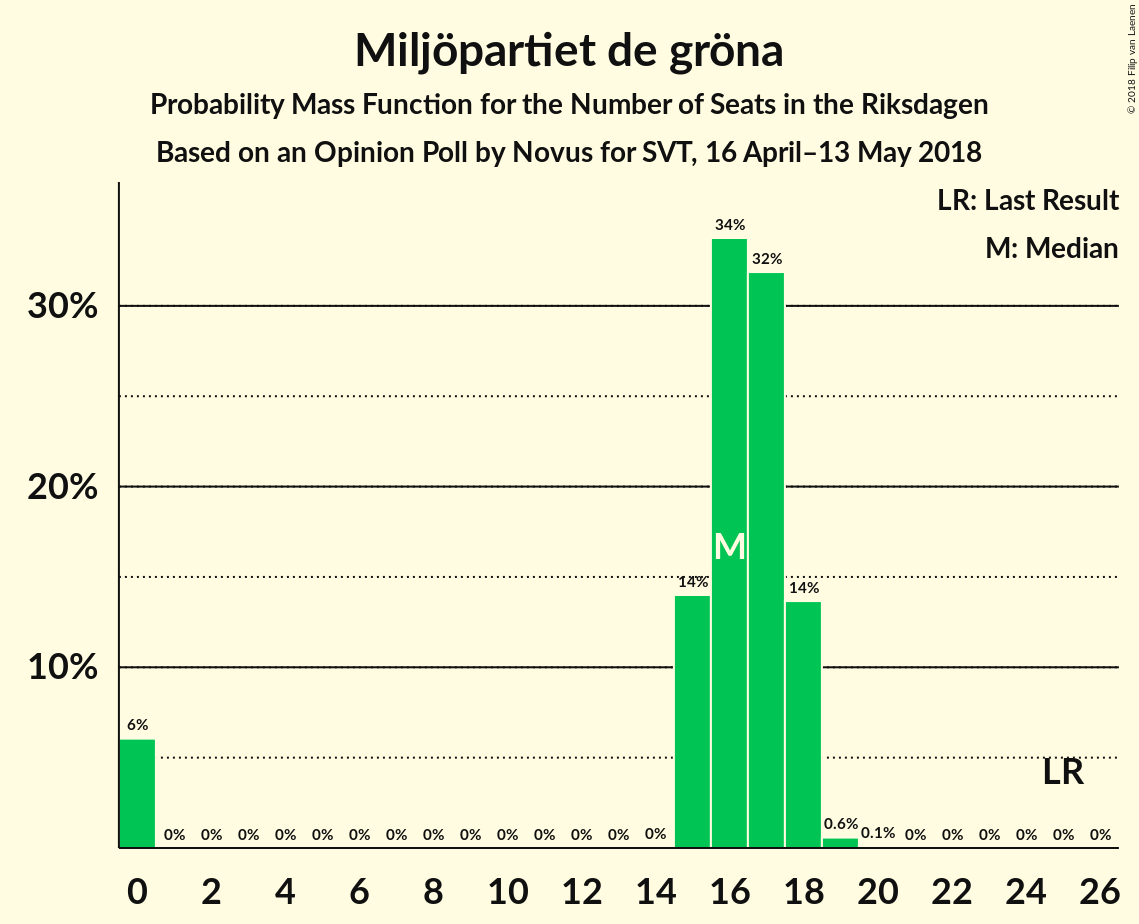 © 2018 Filip van Laenen
Miljöpartiet de gröna
Probability Mass Function for the Number of Seats in the Riksdagen
Based on an Opinion Poll by Novus for SVT, 16 April–13 May 2018
LR: Last Result
M: Median
34%
32%
30%
20%
M
14%
14%
10%
6%
LR
0% 0% 0% 0% 0% 0% 0% 0% 0% 0% 0% 0% 0% 0% 0.6% 0.1% 0% 0% 0% 0% 0% 0%
0 2 4 6 8 10 12 14 16 18 20 22 24 26